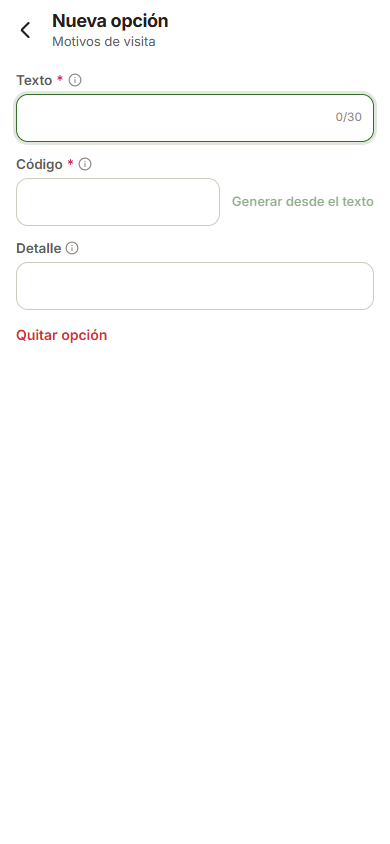 Nueva opción
Motivos de visita
Texto *
0/30
Código *
Generar desde el texto
Detalle
Quitar opción